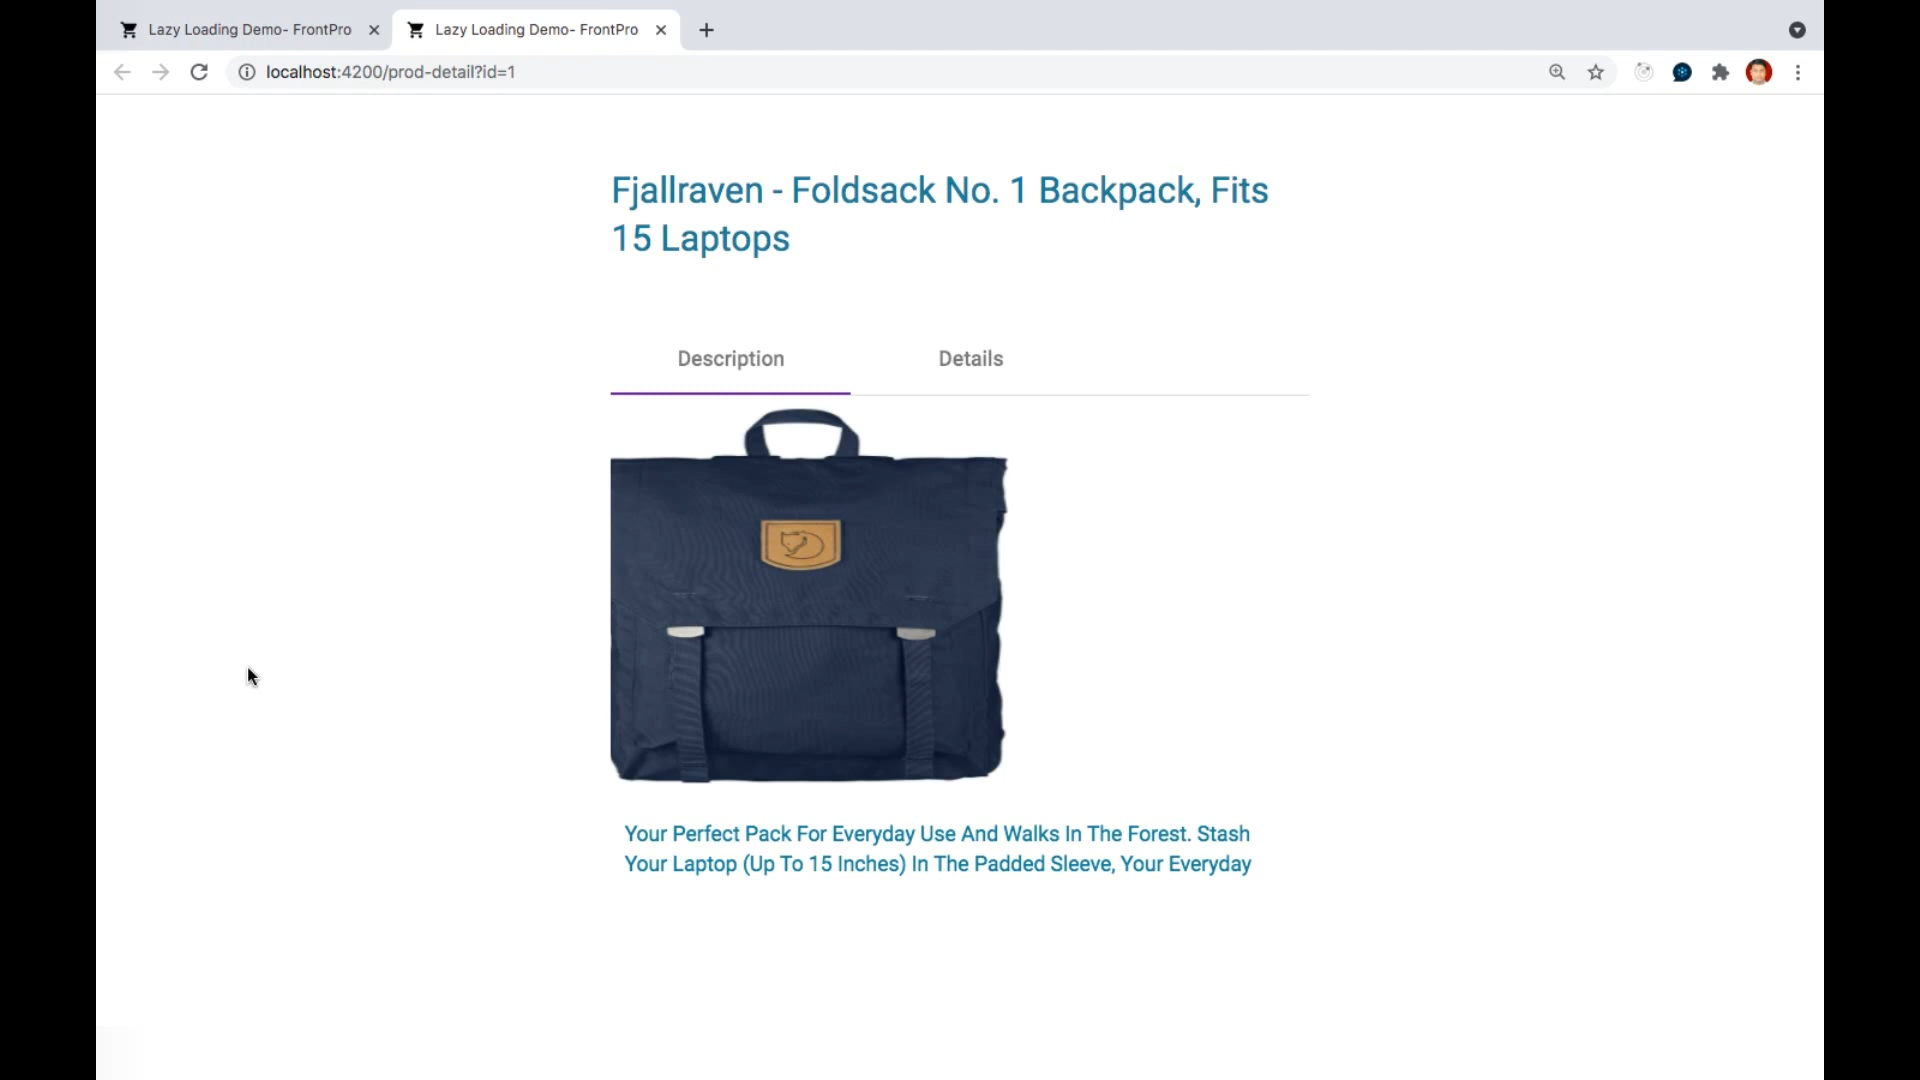 Lazy Loading Demo- FrontPro
Lazy Loading Demo- FrontPro
localhost:4200/prod-detail?id=1
Fjallraven - Foldsack No. 1 Backpack, Fits
15 Laptops
Description
Details
Your Perfect Pack For Everyday Use And Walks In The Forest. Stash
Your Laptop (Up To 15 Inches) In The Padded Sleeve, Your Everyday